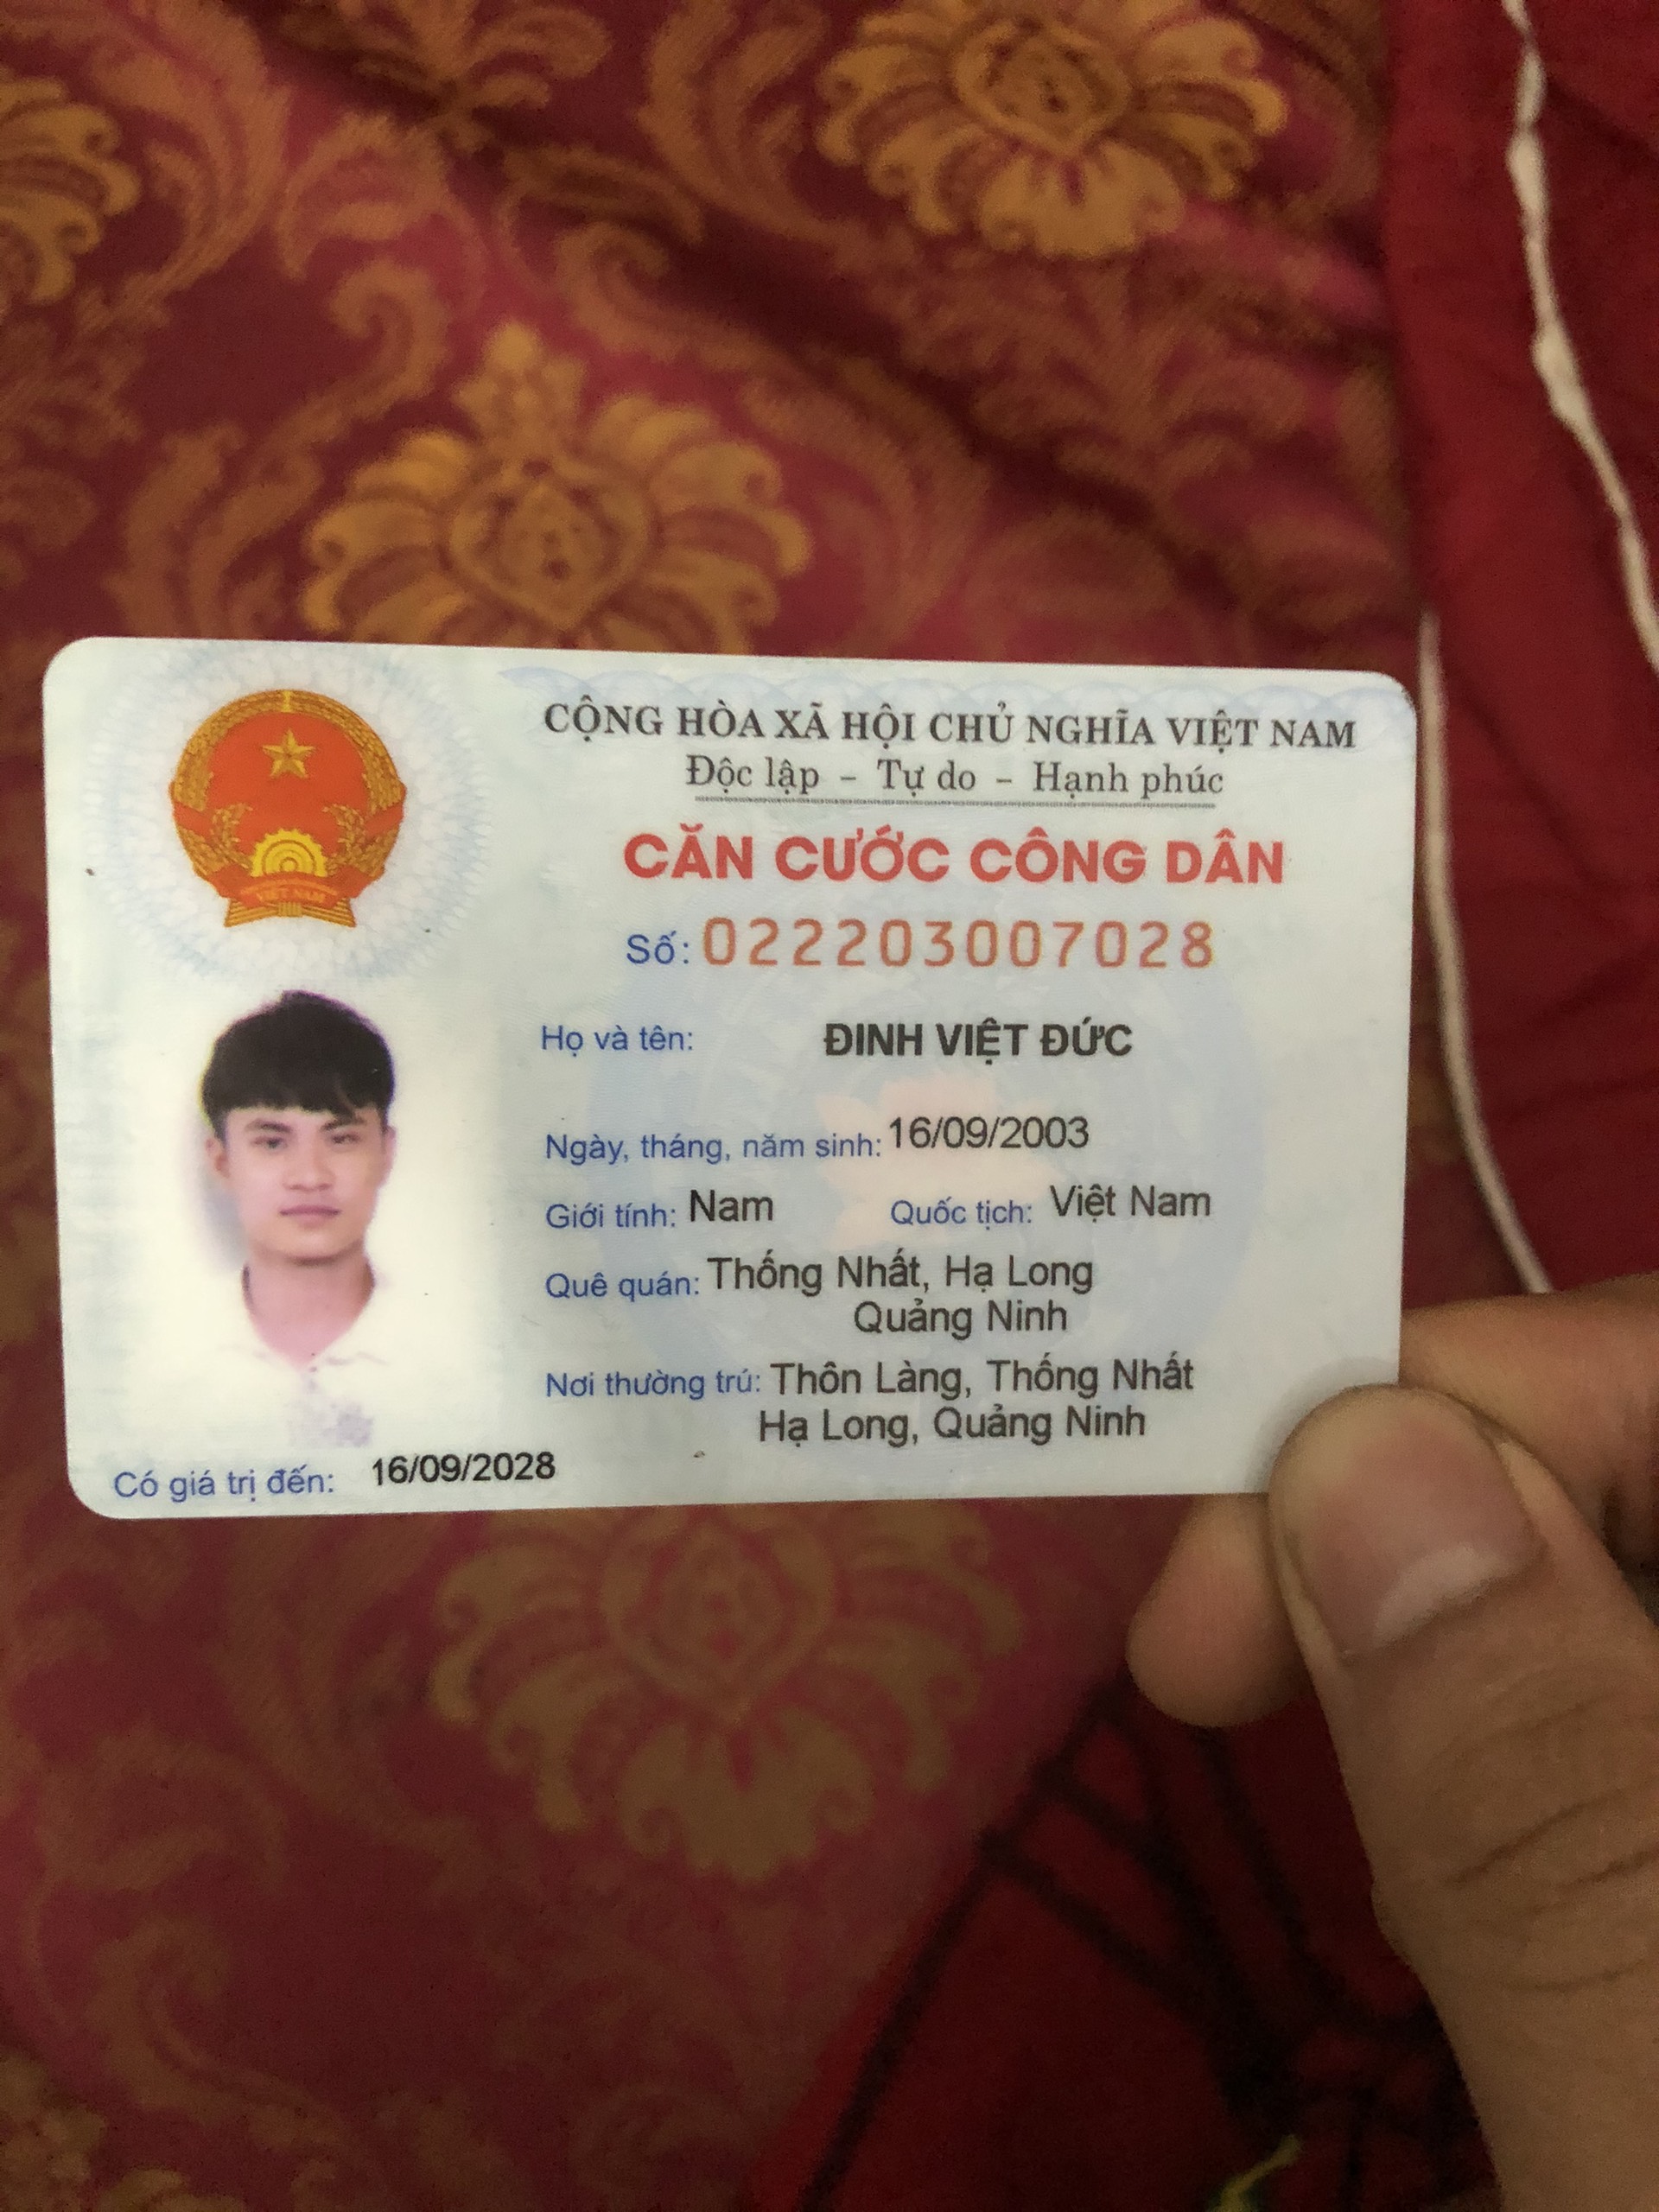 CỘNG HÒA XÃ HỘI CHỦ NGHĨA VIỆT NAM
Độc lập – Tự do – Hạnh phúc
CĂN CƯỚC CÔNG DÂN
Số: 022203007028
Họ và tên: ĐINH VIỆT ĐỨC
Ngày, tháng, năm sinh: 16/09/2003
Giới tính: Nam Quốc tịch: Việt Nam
Quê quán: Thống Nhất, Hạ Long
Quảng Ninh
Nơi thường trú: Thôn Làng, Thống Nhất
Hạ Long, Quảng Ninh
Có giá trị đến: 16/09/2028
VIỆT NAM